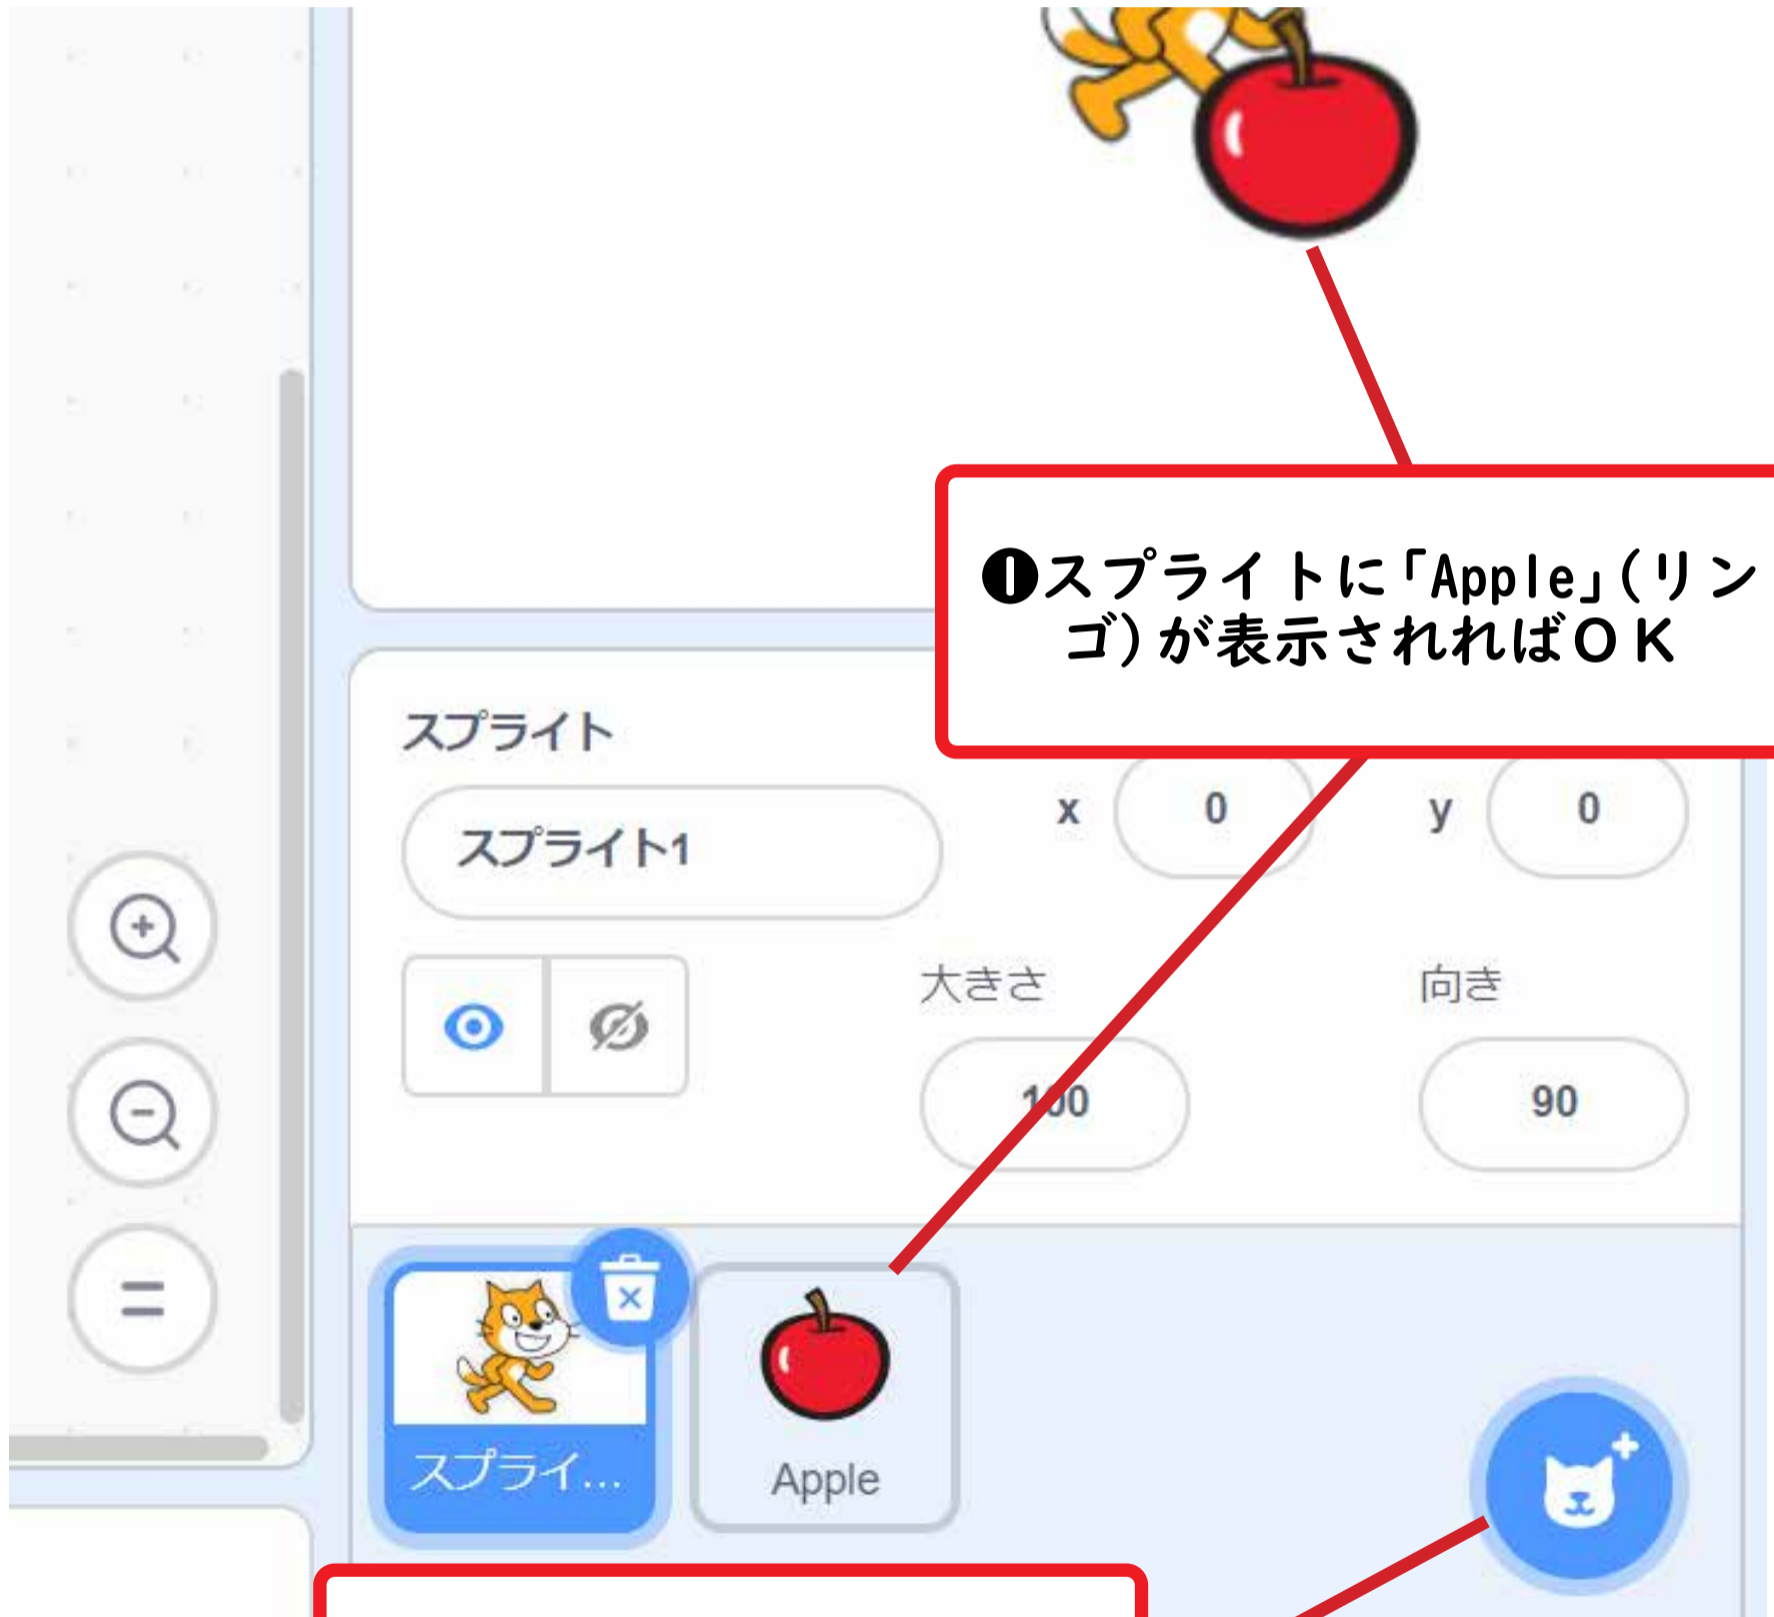 ❶スプライトに「Apple」(リン
ゴ)が表示されればOK
スプライト
スプライト1
x 0 y 0
大きさ 向き
100 90
スプライ... Apple